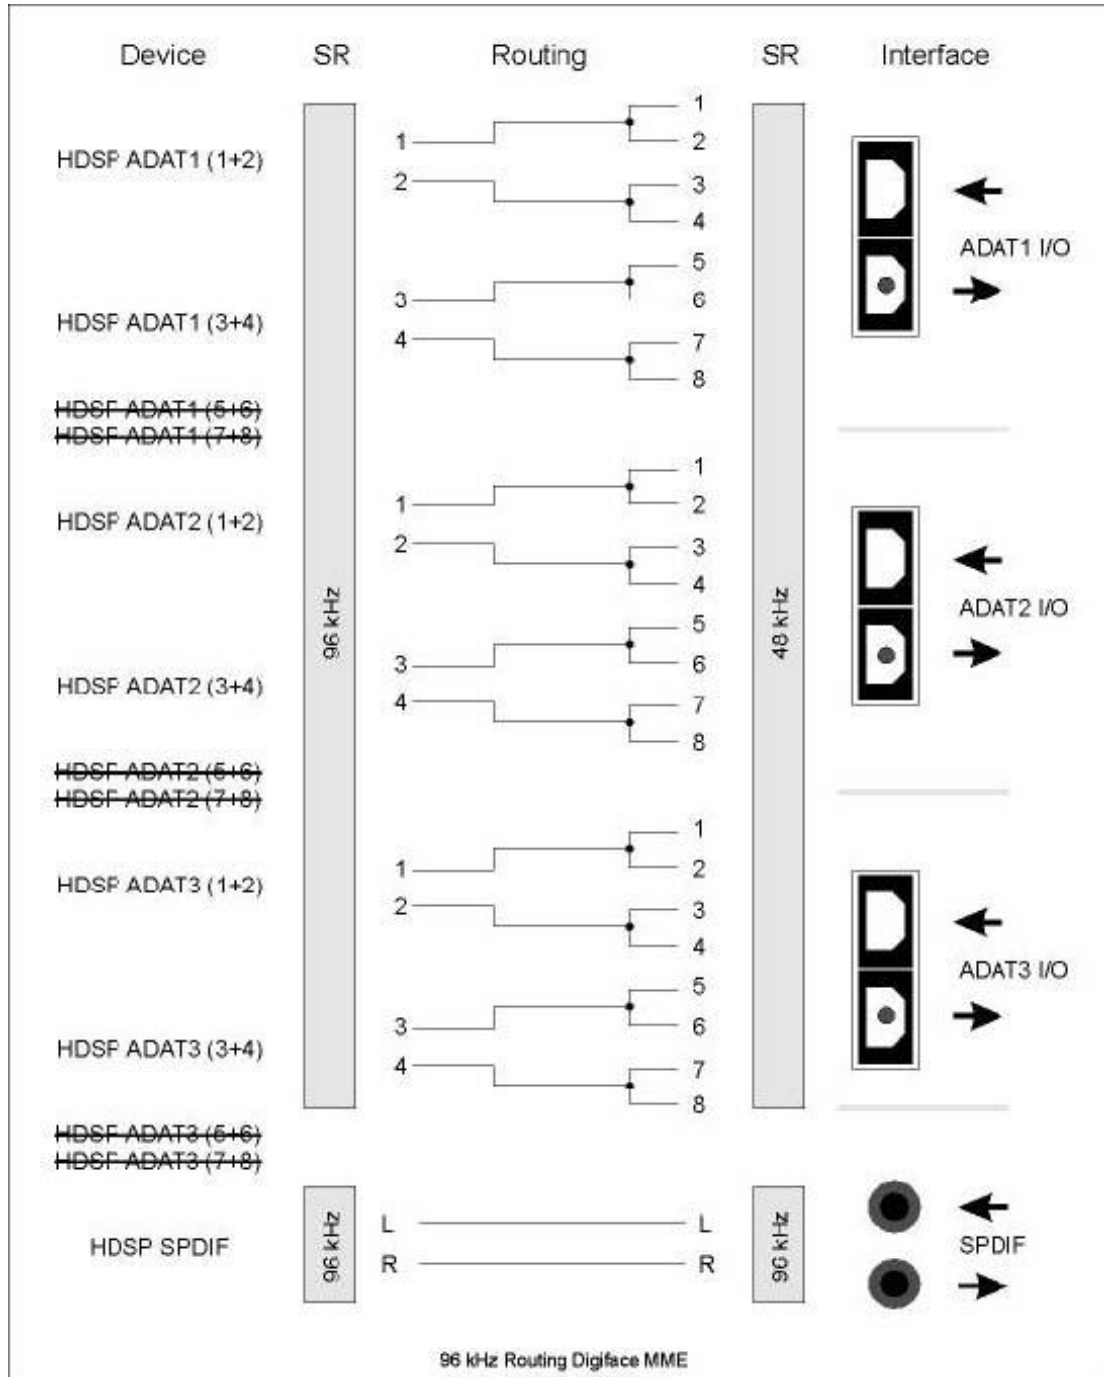 Device SR Routing SR Interface
1
1 2
HDSP ADAT1 (1+2)
2 3
4
ADAT1 I/O
5
3 6
HDSP ADAT1 (3+4)
4 7
8
HDSP ADAT1 (5+6)
HDSP ADAT1 (7+8)
1
1 2
HDSP ADAT2 (1+2)
2 3
4
96 kHz 48 kHz
ADAT2 I/O
5
3 6
HDSP ADAT2 (3+4)
4 7
8
HDSP ADAT2 (5+6)
HDSP ADAT2 (7+8)
1
1 2
HDSP ADAT3 (1+2)
2 3
4
ADAT3 I/O
5
3 6
HDSP ADAT3 (3+4)
4 7
8
HDSP ADAT3 (5+6)
HDSP ADAT3 (7+8)
L L
HDSP SPDIF 96 kHz 96 kHz SPDIF
R R
96 kHz Routing Digiface MME